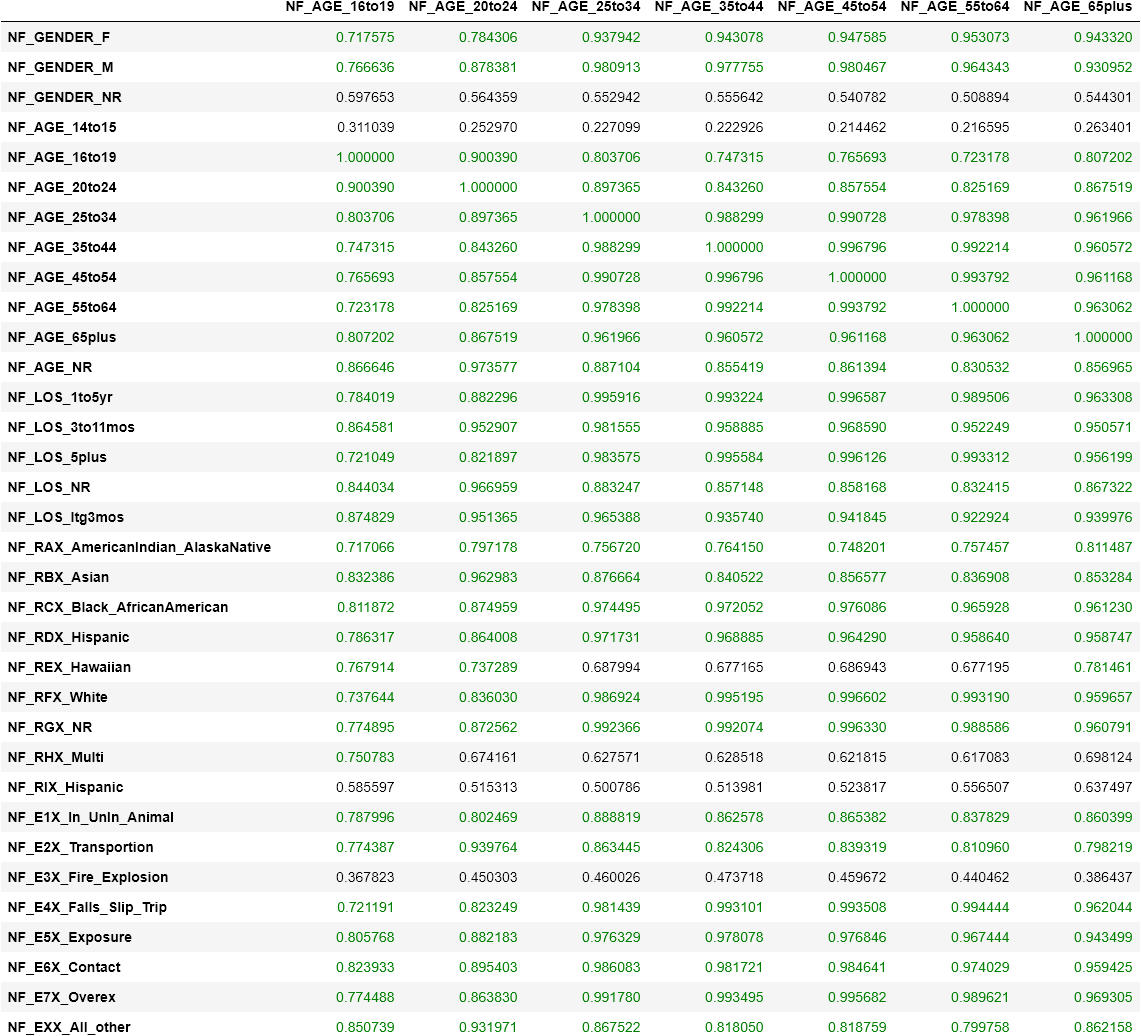 NF_AGE_16to19 NF_AGE_20to24 NF_AGE_25to34 NF_AGE_35to44 NF_AGE_45to54 NF_AGE_55to64 NF_AGE_65plus
NF_GENDER_F 0.717575 0.784306 0.937942 0.943078 0.947585 0.953073 0.943320
NF_GENDER_M 0.766636 0.878381 0.980913 0.977755 0.980467 0.964343 0.930952
NF_GENDER_NR 0.597653 0.564359 0.552942 0.555642 0.540782 0.508894 0.544301
NF_AGE_14to15 0.311039 0.252970 0.227099 0.222926 0.214462 0.216595 0.263401
NF_AGE_16to19 1.000000 0.900390 0.803706 0.747315 0.765693 0.723178 0.807202
NF_AGE_20to24 0.900390 1.000000 0.897365 0.843260 0.857554 0.825169 0.867519
NF_AGE_25to34 0.803706 0.897365 1.000000 0.988299 0.990728 0.978398 0.961966
NF_AGE_35to44 0.747315 0.843260 0.988299 1.000000 0.996796 0.992214 0.960572
NF_AGE_45to54 0.765693 0.857554 0.990728 0.996796 1.000000 0.993792 0.961168
NF_AGE_55to64 0.723178 0.825169 0.978398 0.992214 0.993792 1.000000 0.963062
NF_AGE_65plus 0.807202 0.867519 0.961966 0.960572 0.961168 0.963062 1.000000
NF_AGE_NR 0.866646 0.973577 0.887104 0.855419 0.861394 0.830532 0.856965
NF_LOS_1to5yr 0.784019 0.882296 0.995916 0.993224 0.996587 0.989506 0.963308
NF_LOS_3to11mos 0.864581 0.952907 0.981555 0.958885 0.968590 0.952249 0.950571
NF_LOS_5plus 0.721049 0.821897 0.983575 0.995584 0.996126 0.993312 0.956199
NF_LOS_NR 0.844034 0.966959 0.883247 0.857148 0.858168 0.832415 0.867322
NF_LOS_ltg3mos 0.874829 0.951365 0.965388 0.935740 0.941845 0.922924 0.939976
NF_RAX_AmericanIndian_AlaskaNative 0.717066 0.797178 0.756720 0.764150 0.748201 0.757457 0.811487
NF_RBX_Asian 0.832386 0.962983 0.876664 0.840522 0.856577 0.836908 0.853284
NF_RCX_Black_AfricanAmerican 0.811872 0.874959 0.974495 0.972052 0.976086 0.965928 0.961230
NF_RDX_Hispanic 0.786317 0.864008 0.971731 0.968885 0.964290 0.958640 0.958747
NF_REX_Hawaiian 0.767914 0.737289 0.687994 0.677165 0.686943 0.677195 0.781461
NF_RFX_White 0.737644 0.836030 0.986924 0.995195 0.996602 0.993190 0.959657
NF_RGX_NR 0.774895 0.872562 0.992366 0.992074 0.996330 0.988586 0.960791
NF_RHX_Multi 0.750783 0.674161 0.627571 0.628518 0.621815 0.617083 0.698124
NF_RIX_Hispanic 0.585597 0.515313 0.500786 0.513981 0.523817 0.556507 0.637497
NF_E1X_In_UnIn_Animal 0.787996 0.802469 0.888819 0.862578 0.865382 0.837829 0.860399
NF_E2X_Transportion 0.774387 0.939764 0.863445 0.824306 0.839319 0.810960 0.798219
NF_E3X_Fire_Explosion 0.367823 0.450303 0.460026 0.473718 0.459672 0.440462 0.386437
NF_E4X_Falls_Slip_Trip 0.721191 0.823249 0.981439 0.993101 0.993508 0.994444 0.962044
NF_E5X_Exposure 0.805768 0.882183 0.976329 0.978078 0.976846 0.967444 0.943499
NF_E6X_Contact 0.823933 0.895403 0.986083 0.981721 0.984641 0.974029 0.959425
NF_E7X_Overex 0.774488 0.863830 0.991780 0.993495 0.995682 0.989621 0.969305
NF_EXX_All_other 0.850739 0.931971 0.867522 0.818050 0.818759 0.799758 0.862158